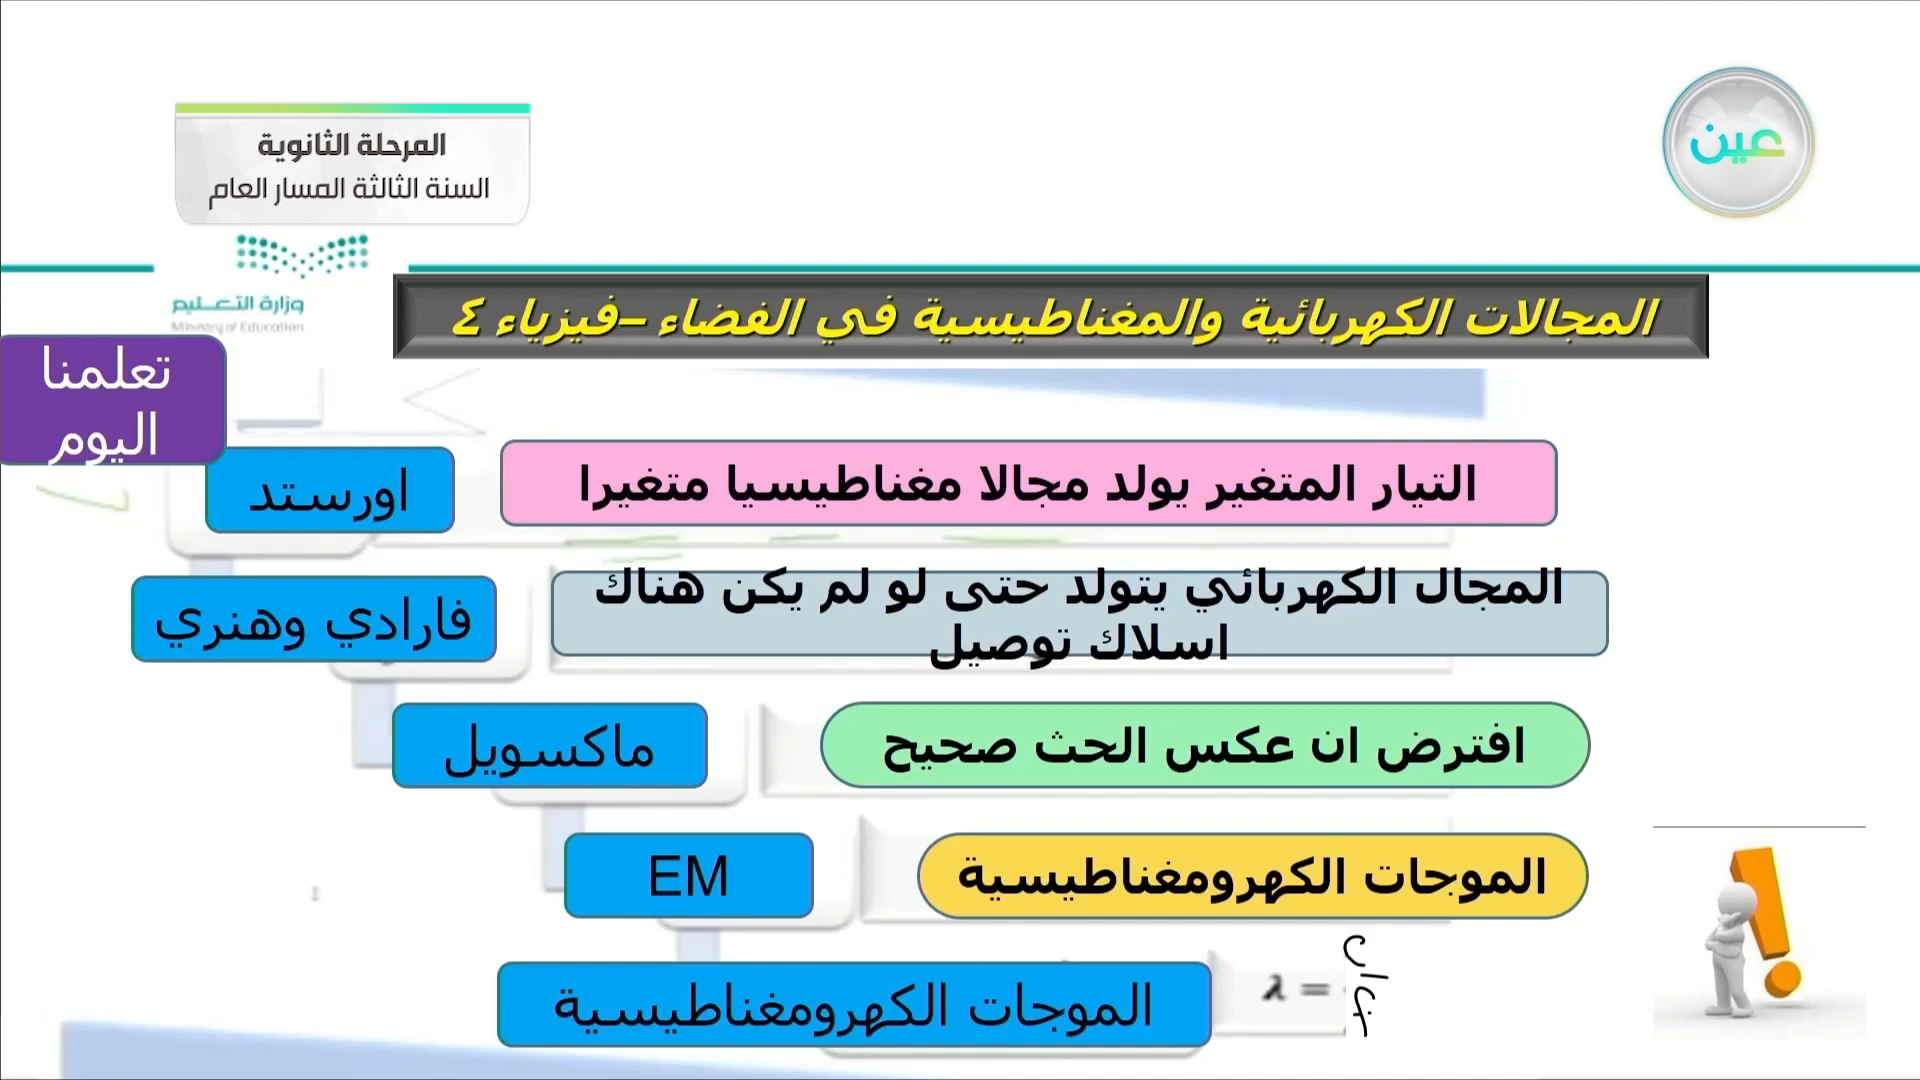 المرحلة الثانوية
السنة الثالثة المسار العام
عين
وزارة التعليم
Ministry of Education
المجالات الكهربائية والمغناطيسية في الفضاء –فيزياء ٤
تعلمنا
اليوم
التيار المتغير يولد مجالا مغناطيسيا متغيرا
اورستد
المجال الكهربائي يتولد حتى لو لم يكن هناك
اسلاك توصيل
فارادي وهنري
افترض ان عكس الحث صحيح
ماكسويل
الموجات الكهرومغناطيسية
EM
الموجات الكهرومغناطيسية
λ =